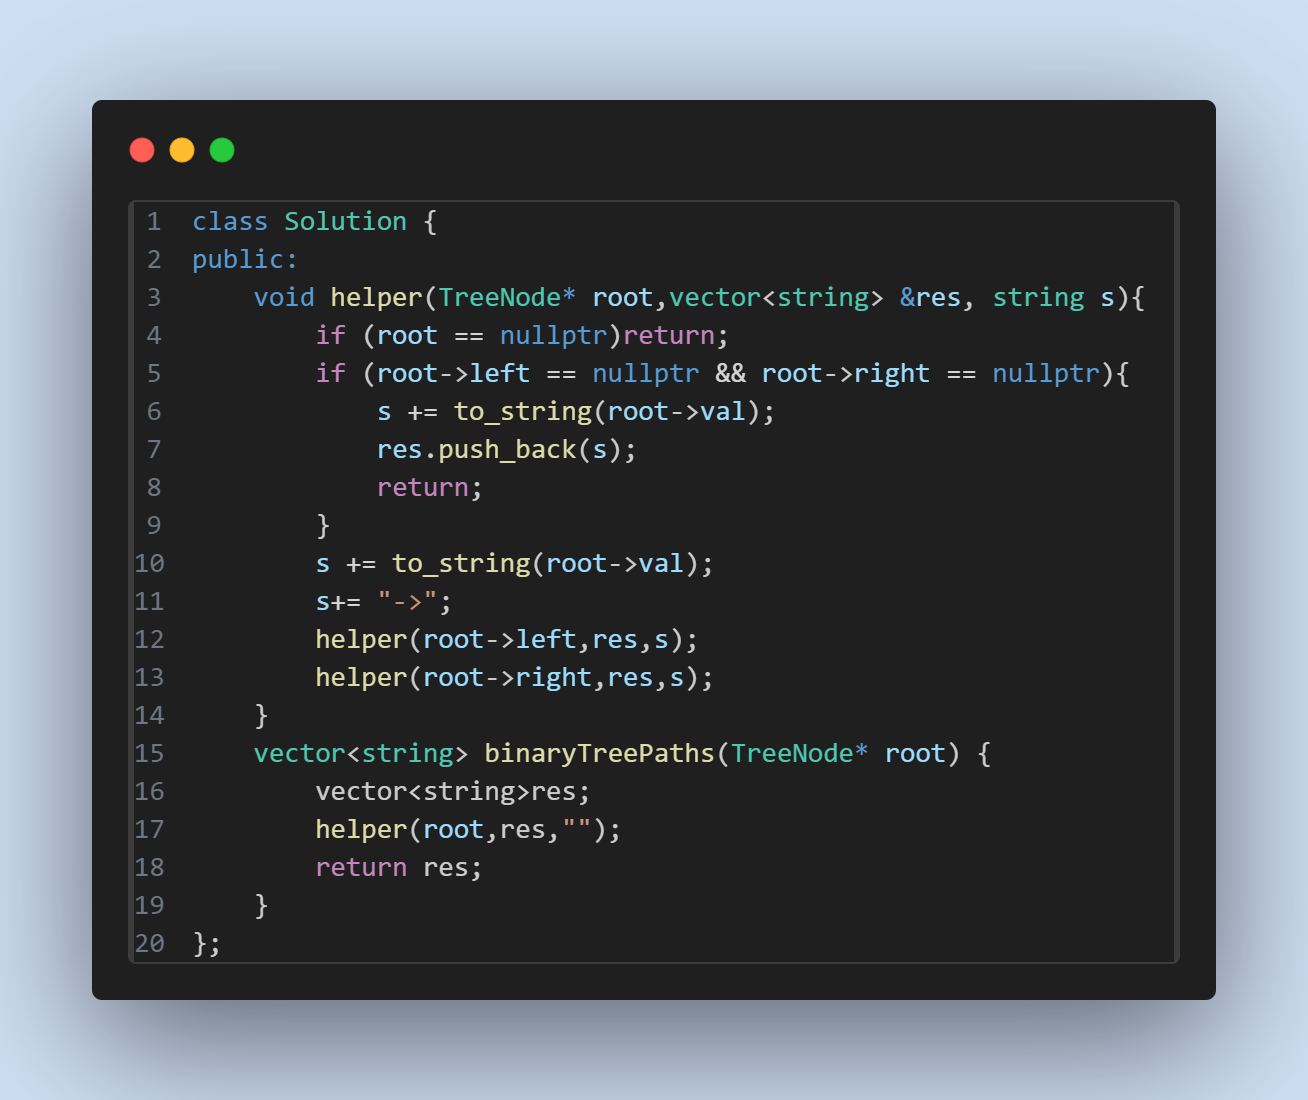 1 class Solution {
2 public:
3     void helper(TreeNode* root,vector<string> &res, string s){
4         if (root == nullptr)return;
5         if (root->left == nullptr && root->right == nullptr){
6             s += to_string(root->val);
7             res.push_back(s);
8             return;
9         }
10         s += to_string(root->val);
11         s+= "->";
12         helper(root->left,res,s);
13         helper(root->right,res,s);
14     }
15     vector<string> binaryTreePaths(TreeNode* root) {
16         vector<string>res;
17         helper(root,res,"");
18         return res;
19     }
20 };